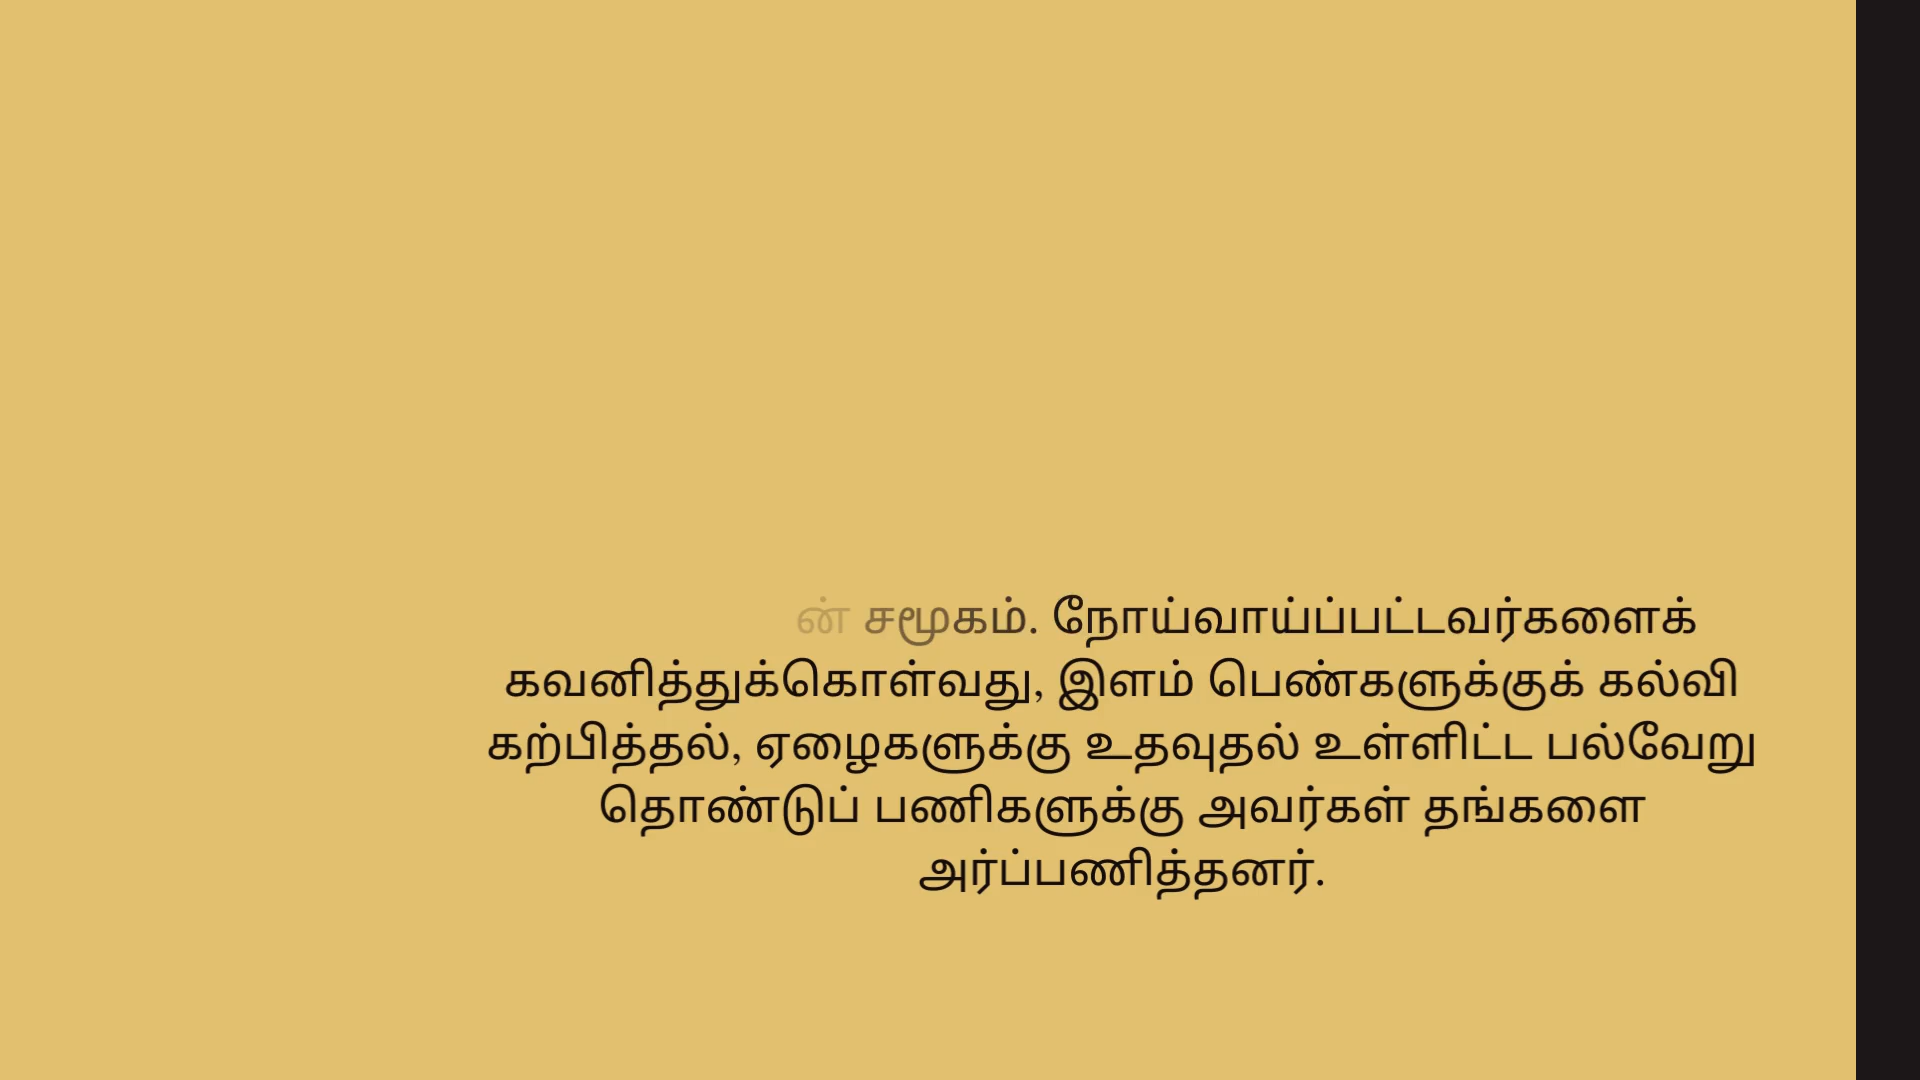 சமூகம். நோய்வாய்ப்பட்டவர்களைக்
கவனித்துக்கொள்வது, இளம் பெண்களுக்குக் கல்வி
கற்பித்தல், ஏழைகளுக்கு உதவுதல் உள்ளிட்ட பல்வேறு
தொண்டுப் பணிகளுக்கு அவர்கள் தங்களை
அர்ப்பணித்தனர்.